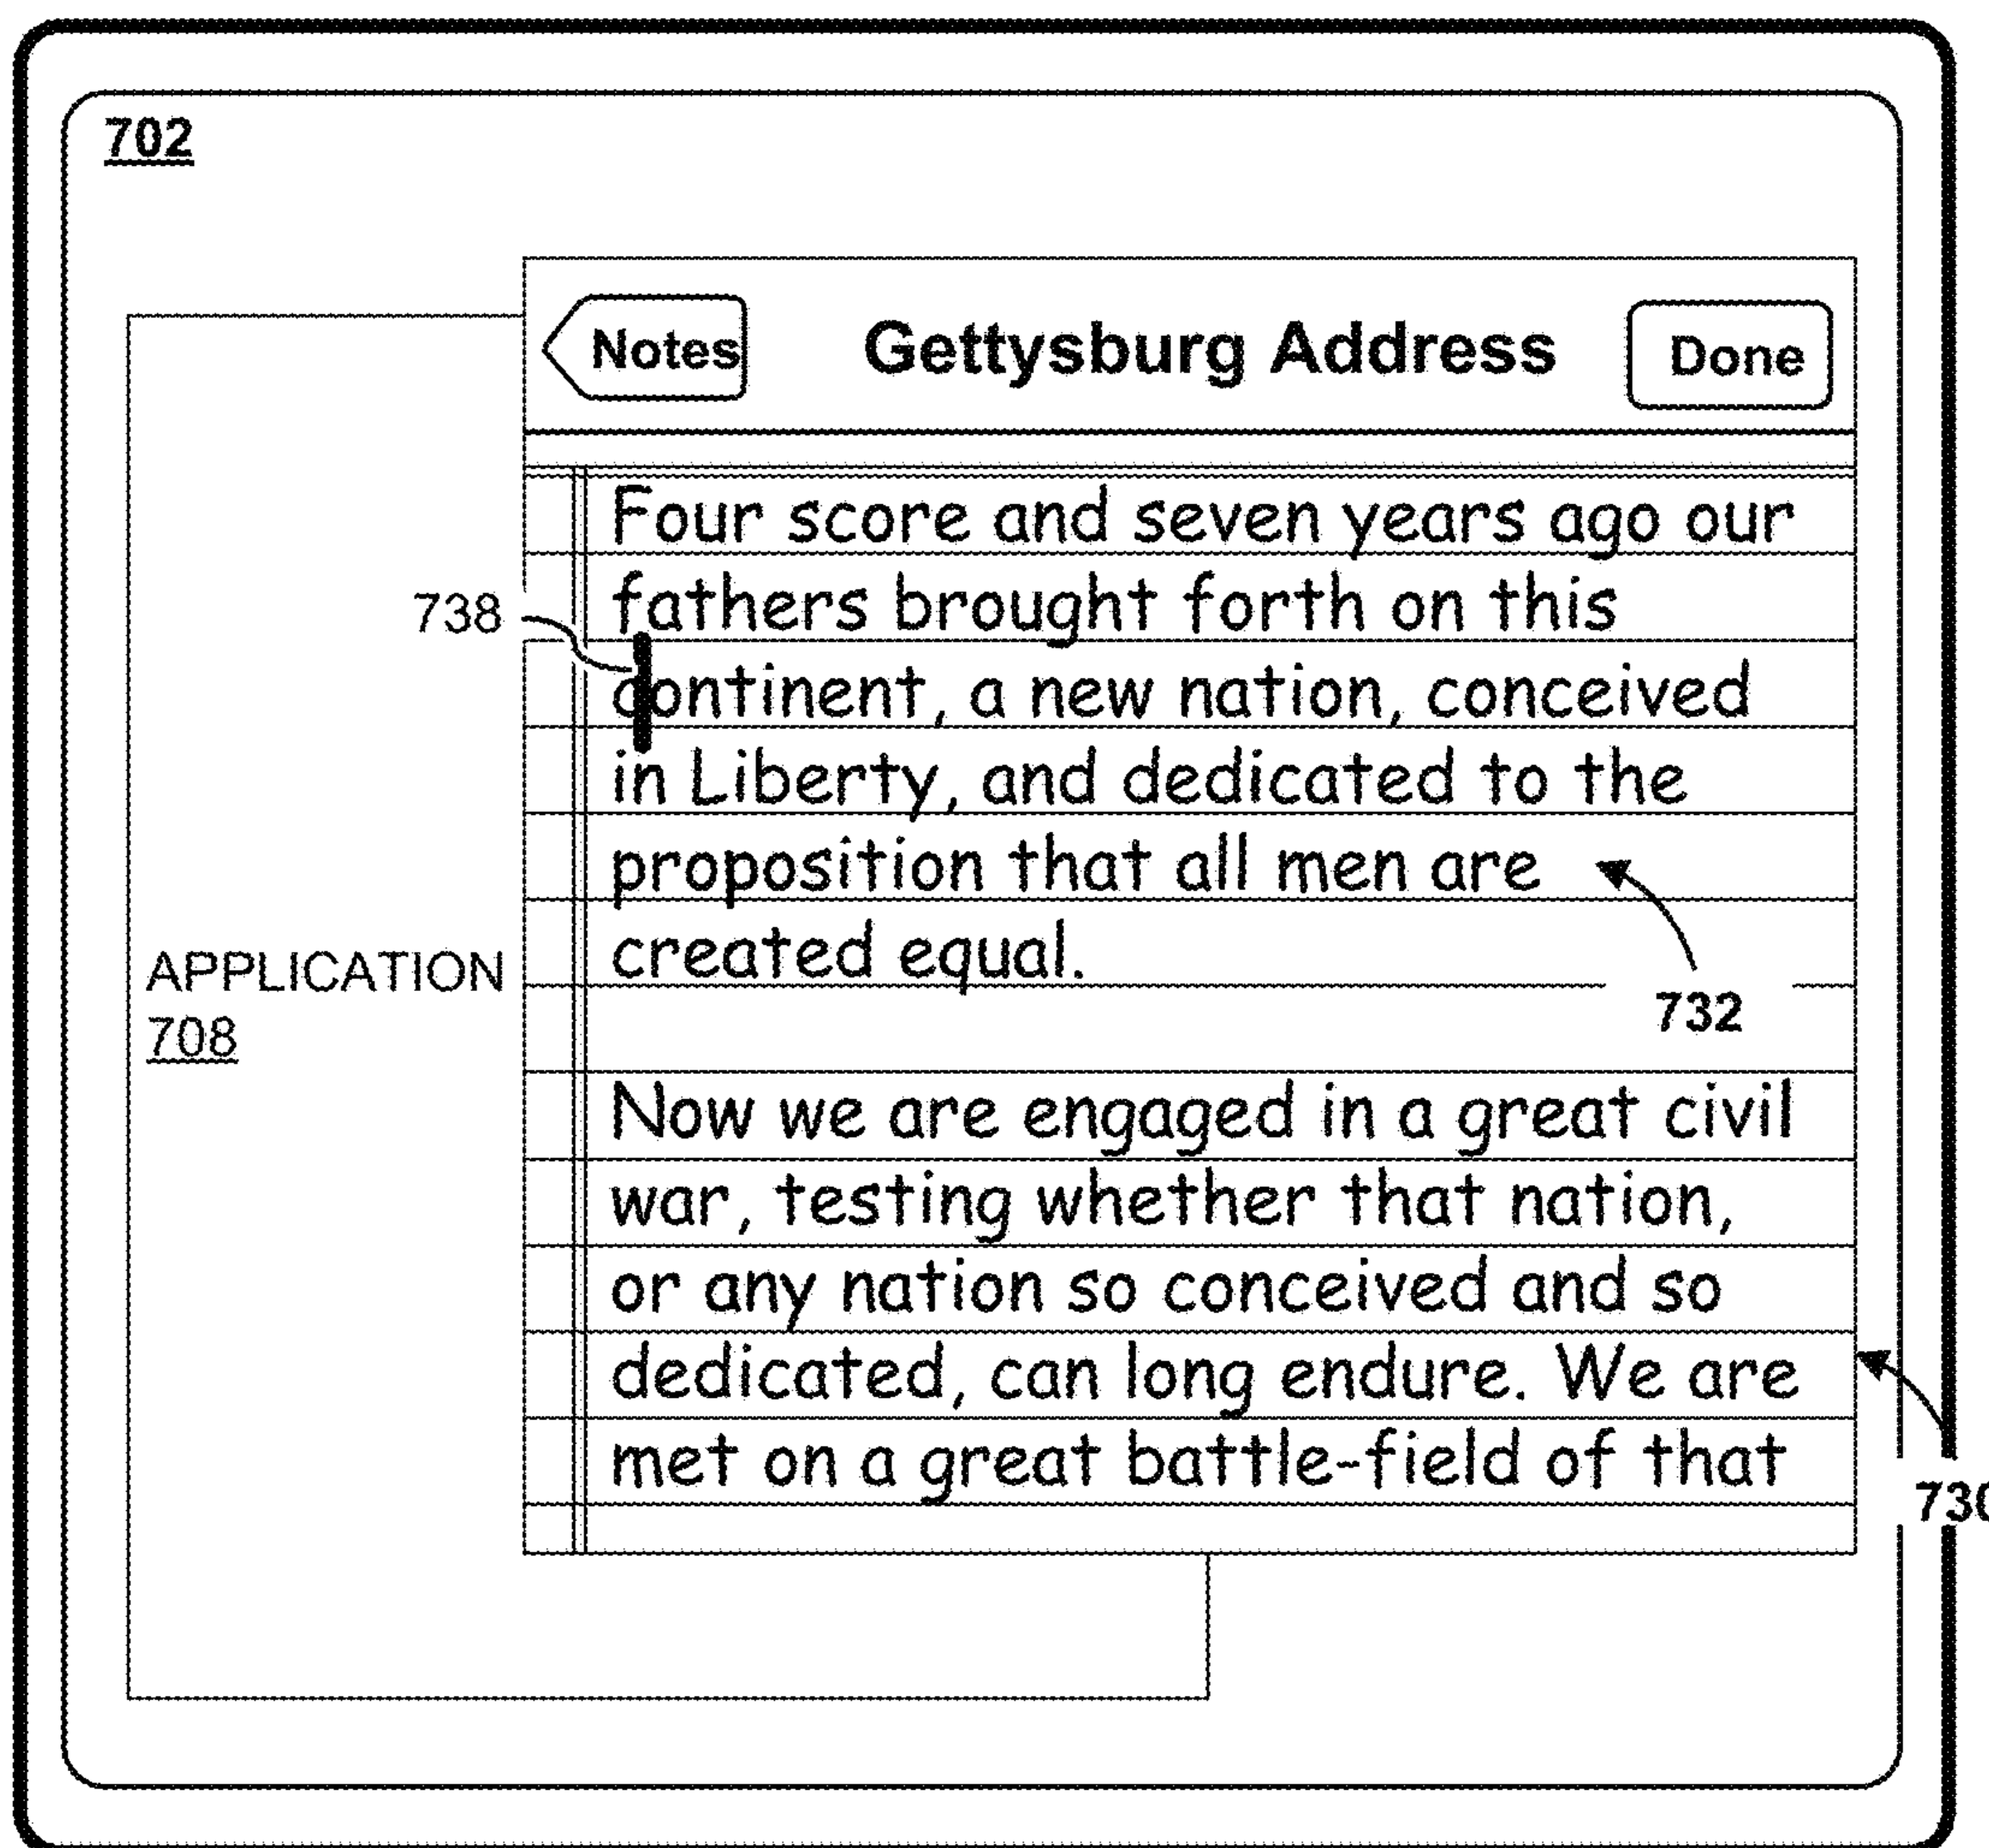 702
Notes Gettysburg Address Done
Four score and seven years ago our
738
fathers brought forth on this
continent, a new nation, conceived
in Liberty, and dedicated to the
proposition that all men are
created equal.
APPLICATION
708
732
Now we are engaged in a great civil
war, testing whether that nation,
or any nation so conceived and so
dedicated, can long endure. We are
met on a great battle-field of that
730